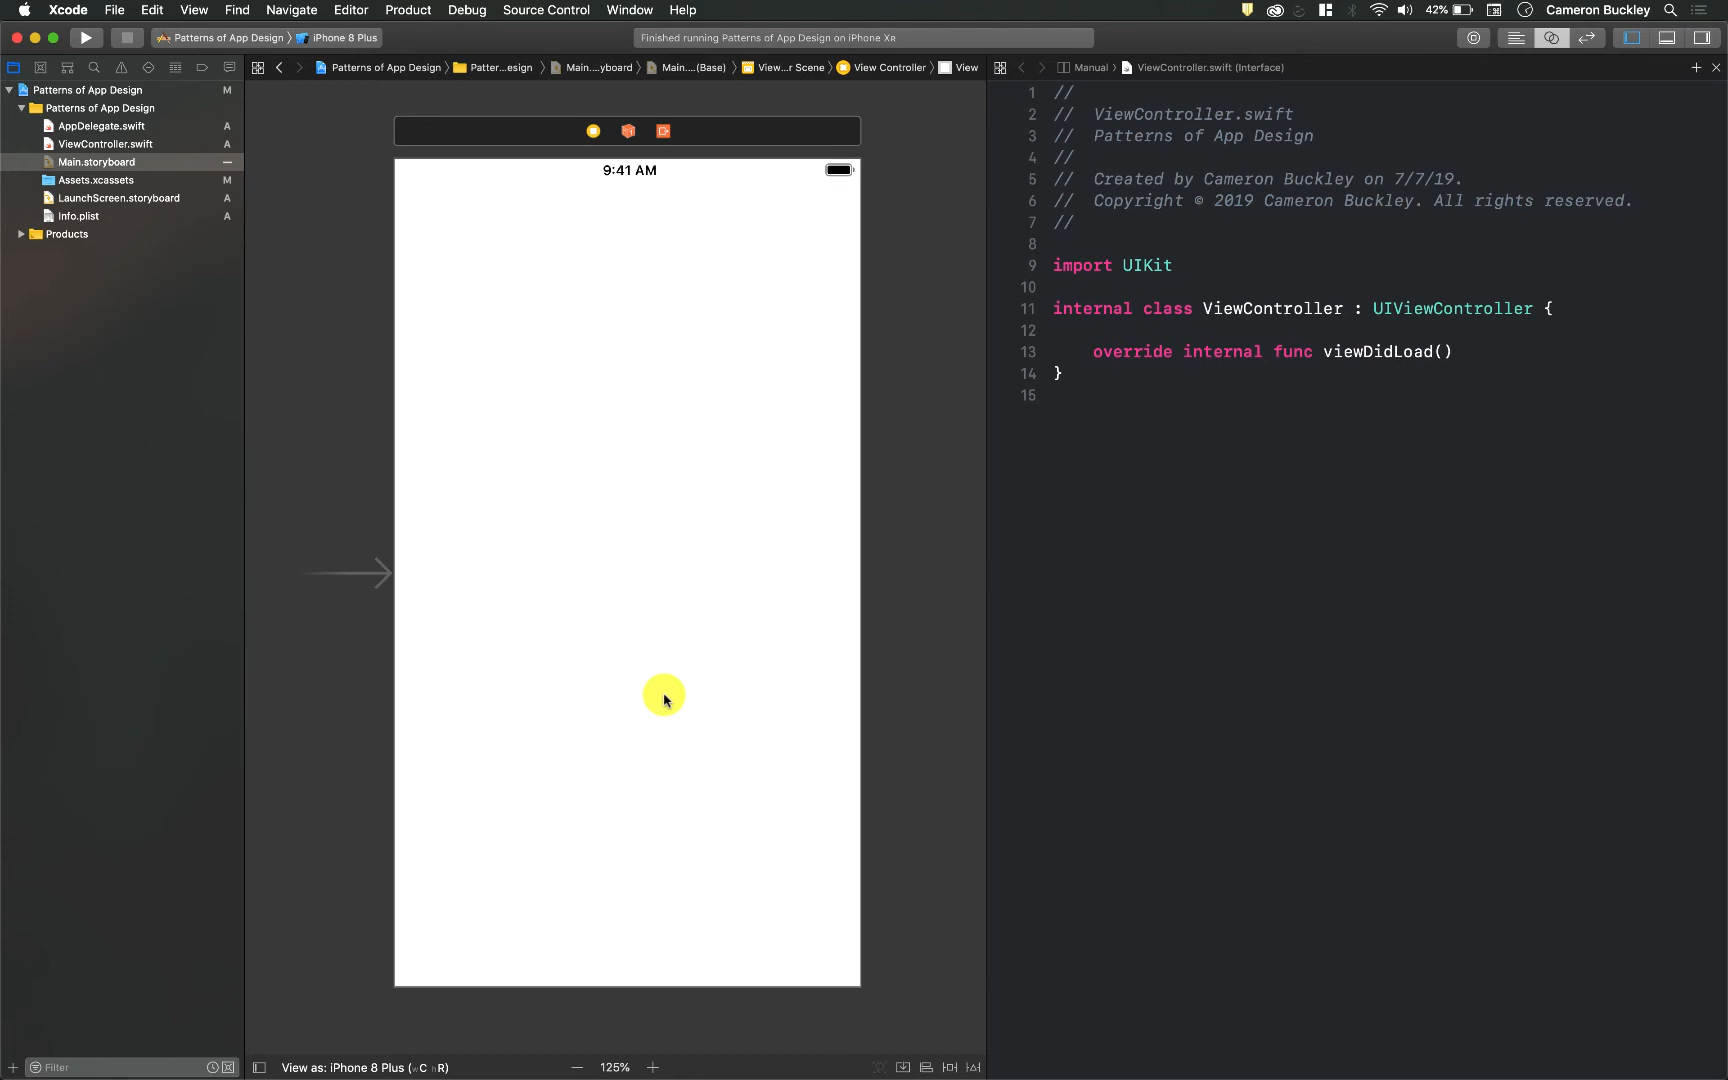 Xcode File Edit View Find Navigate Editor Product Debug Source Control Window Help 42% Cameron Buckley
Patterns of App Design 〉 iPhone 8 Plus Finished running Patterns of App Design on iPhone XR
Patterns of App Design 〉 Patter...esign 〉 Main....yboard 〉 Main....(Base) 〉 View...r Scene 〉 View Controller 〉 View Manual 〉 ViewController.swift (Interface)
Patterns of App Design M
Patterns of App Design
AppDelegate.swift A
ViewController.swift A
Main.storyboard —
Assets.xcassets M
LaunchScreen.storyboard A
Info.plist A
Products
9:41 AM
1 //
2 // ViewController.swift
3 // Patterns of App Design
4 //
5 // Created by Cameron Buckley on 7/7/19.
6 // Copyright © 2019 Cameron Buckley. All rights reserved.
7 //
8
9 import UIKit
10
11 internal class ViewController : UIViewController {
12
13 override internal func viewDidLoad()
14 }
15
Filter View as: iPhone 8 Plus (wC hR) — 125% +